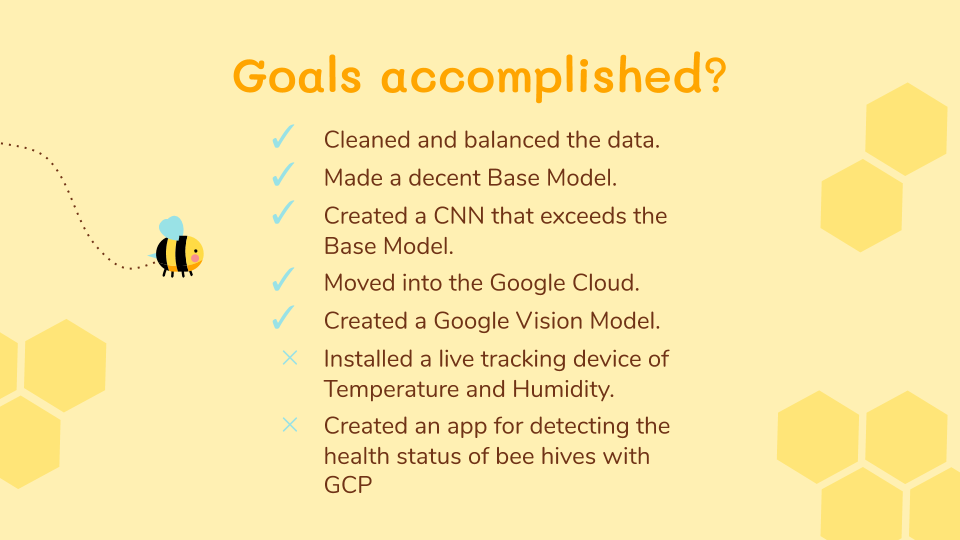 Goals accomplished?
✓ Cleaned and balanced the data.
✓ Made a decent Base Model.
✓ Created a CNN that exceeds the
Base Model.
✓ Moved into the Google Cloud.
✓ Created a Google Vision Model.
× Installed a live tracking device of
Temperature and Humidity.
× Created an app for detecting the
health status of bee hives with
GCP